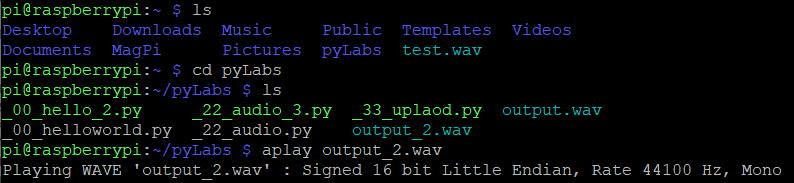 pi@raspberrypi:~ $ ls
Desktop    Downloads  Music     Public  Templates  Videos
Documents  MagPi      Pictures  pyLabs  test.wav
pi@raspberrypi:~ $ cd pyLabs
pi@raspberrypi:~/pyLabs $ ls
_00_hello_2.py     _22_audio_3.py  _33_uplaod.py  output.wav
_00_helloworld.py  _22_audio.py    output_2.wav
pi@raspberrypi:~/pyLabs $ aplay output_2.wav
Playing WAVE 'output_2.wav' : Signed 16 bit Little Endian, Rate 44100 Hz, Mono